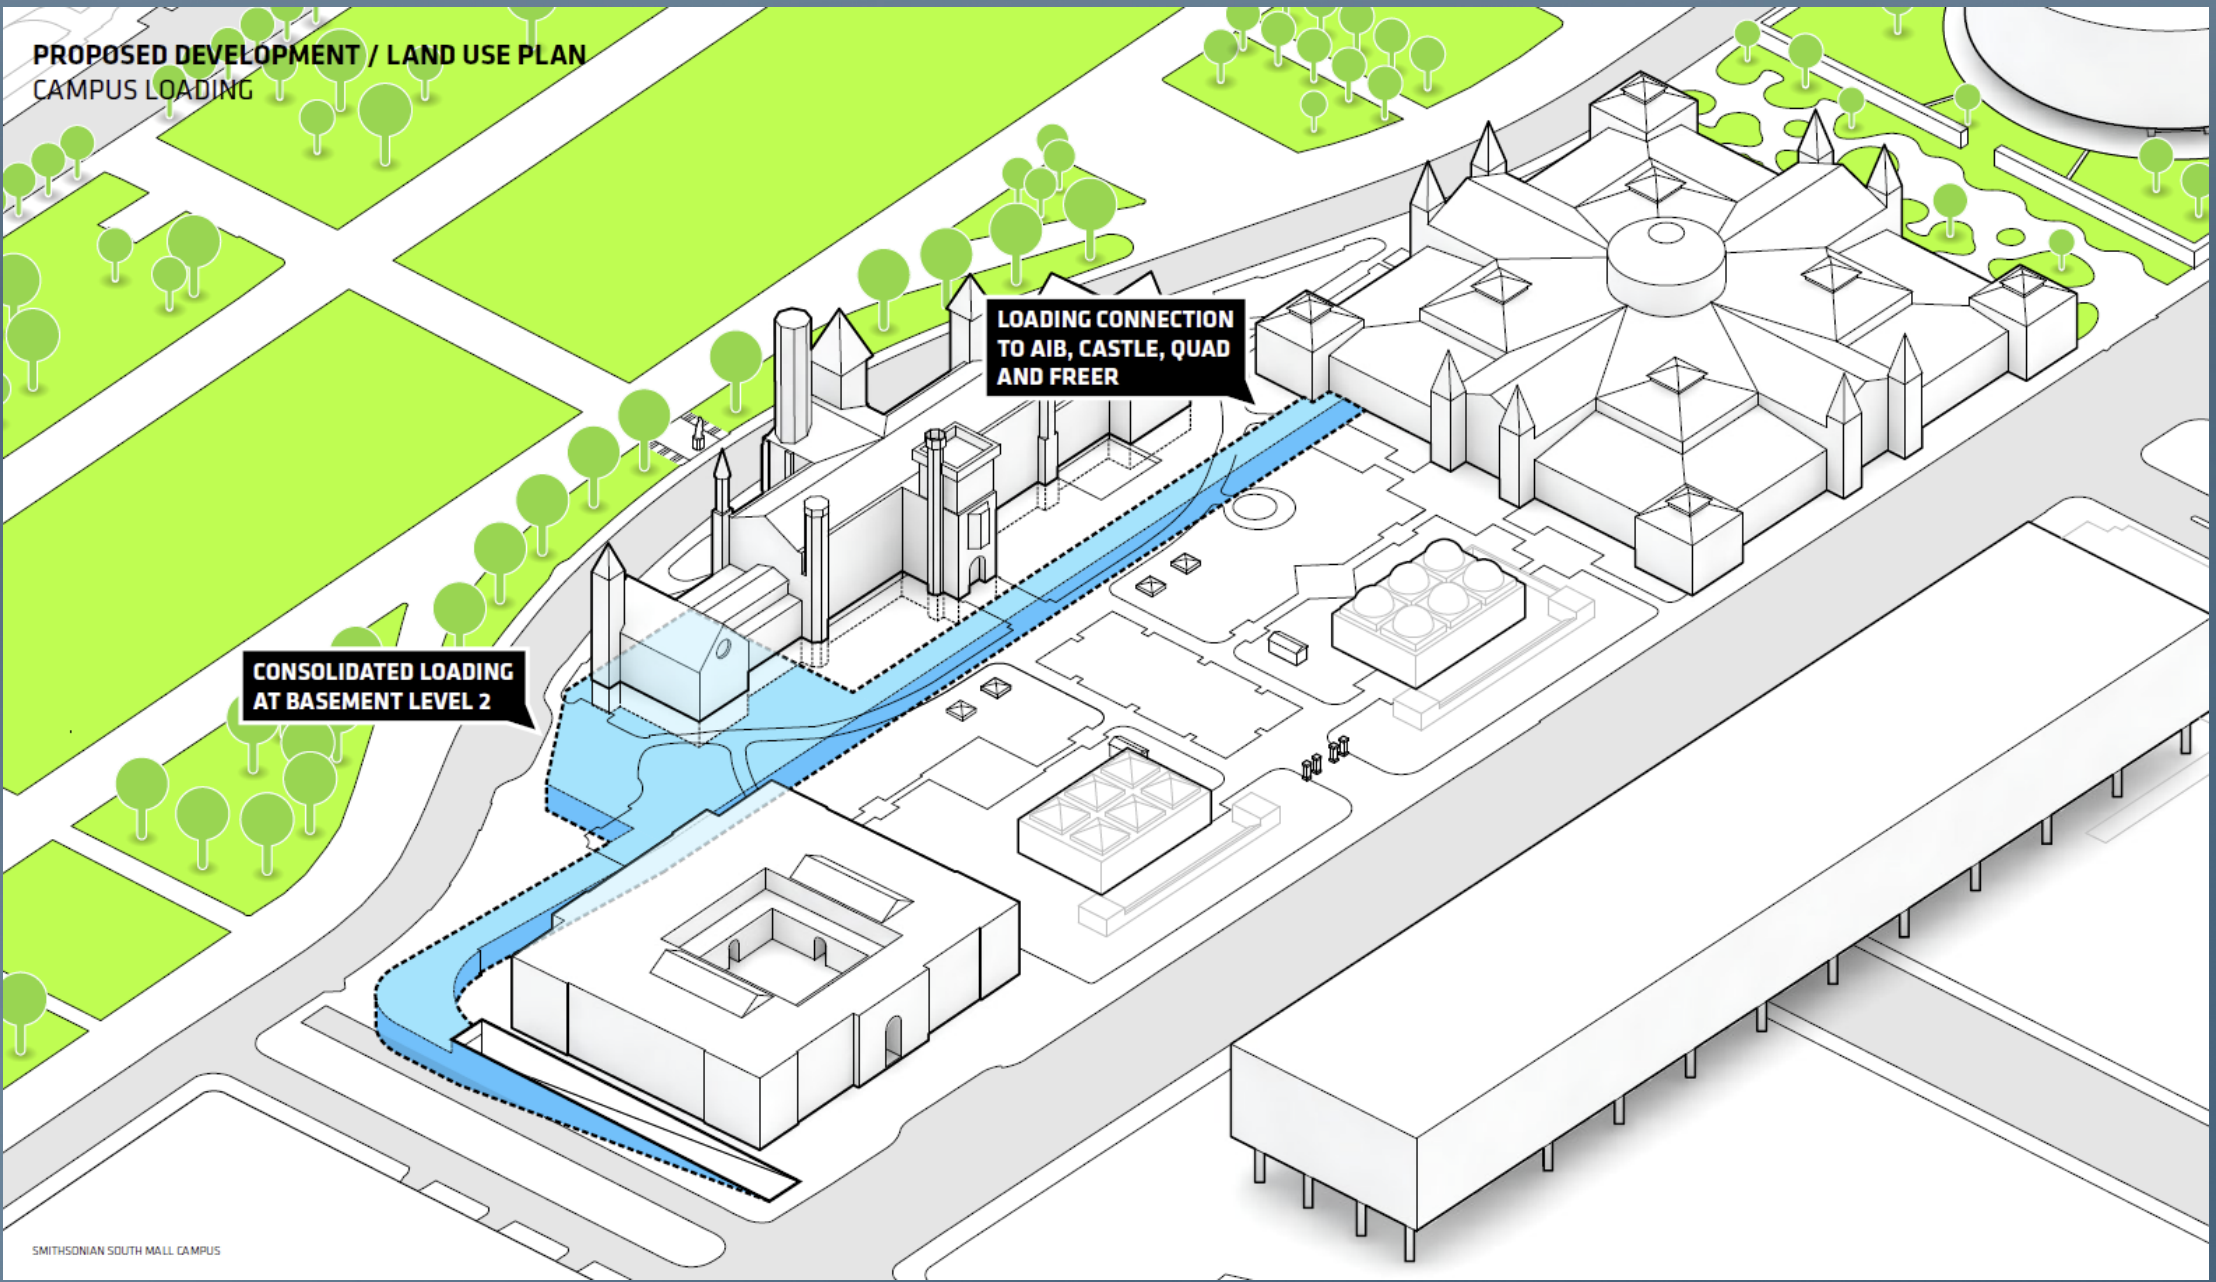 PROPOSED DEVELOPMENT / LAND USE PLAN
CAMPUS LOADING
LOADING CONNECTION
TO AIB, CASTLE, QUAD
AND FREER
CONSOLIDATED LOADING
AT BASEMENT LEVEL 2
SMITHSONIAN SOUTH MALL CAMPUS